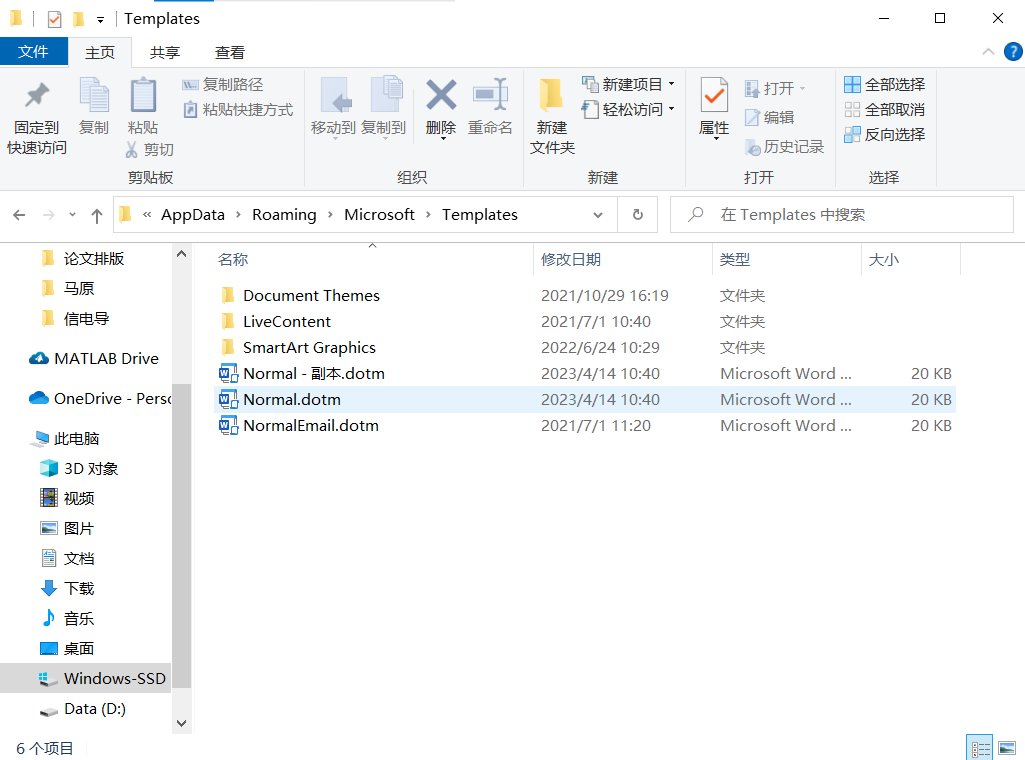 Templates
文件 主页 共享 查看
固定到
快速访问
复制
粘贴
复制路径
粘贴快捷方式
剪切
剪贴板
移动到 复制到 删除 重命名
组织
新建
文件夹
新建项目
轻松访问
新建
属性
打开
编辑
历史记录
打开
全部选择
全部取消
反向选择
选择
« AppData › Roaming › Microsoft › Templates
在 Templates 中搜索
论文排版
马原
信电导
MATLAB Drive
OneDrive - Perso
此电脑
3D 对象
视频
图片
文档
下载
音乐
桌面
Windows-SSD
Data (D:)
名称 修改日期 类型 大小
Document Themes 2021/10/29 16:19 文件夹
LiveContent 2021/7/1 10:40 文件夹
SmartArt Graphics 2022/6/24 10:29 文件夹
Normal - 副本.dotm 2023/4/14 10:40 Microsoft Word ... 20 KB
Normal.dotm 2023/4/14 10:40 Microsoft Word ... 20 KB
NormalEmail.dotm 2021/7/1 11:20 Microsoft Word ... 20 KB
6 个项目